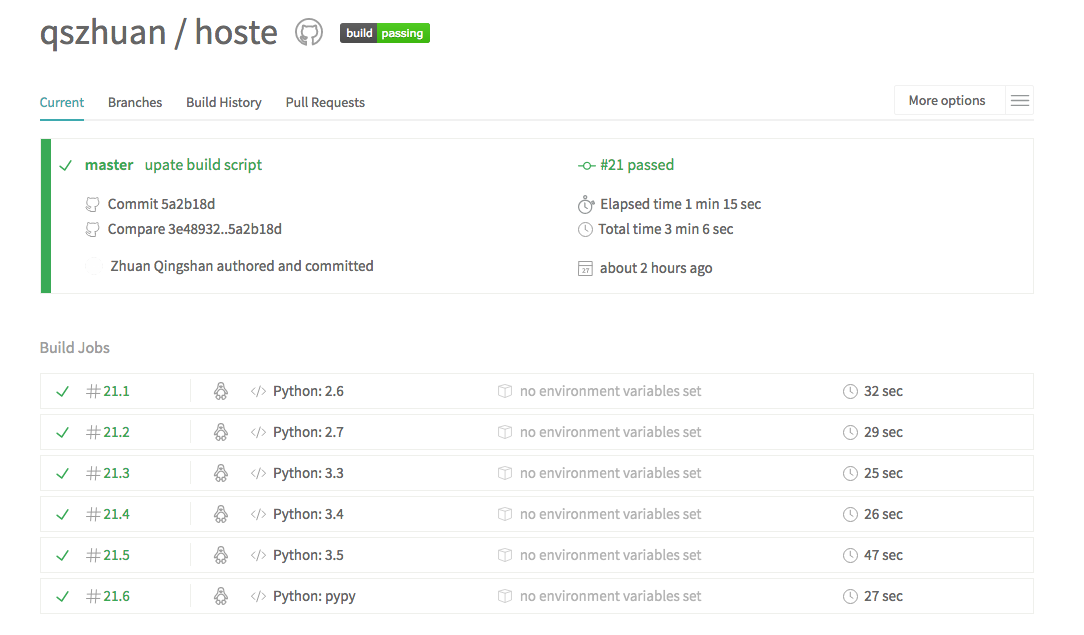 qszhuan / hoste build passing
Current Branches Build History Pull Requests More options
master upate build script #21 passed
Commit 5a2b18d Elapsed time 1 min 15 sec
Compare 3e48932..5a2b18d Total time 3 min 6 sec
Zhuan Qingshan authored and committed 27 about 2 hours ago
Build Jobs
# 21.1 </> Python: 2.6 no environment variables set 32 sec
# 21.2 </> Python: 2.7 no environment variables set 29 sec
# 21.3 </> Python: 3.3 no environment variables set 25 sec
# 21.4 </> Python: 3.4 no environment variables set 26 sec
# 21.5 </> Python: 3.5 no environment variables set 47 sec
# 21.6 </> Python: pypy no environment variables set 27 sec